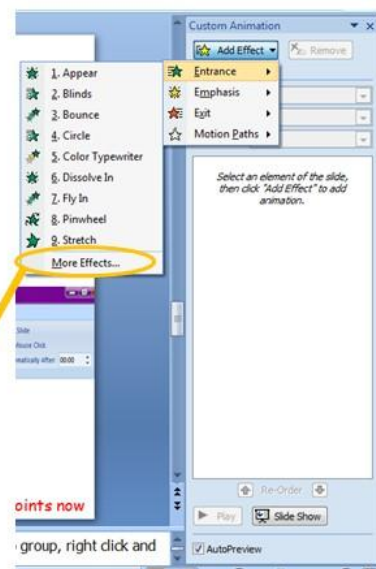 Custom Animation
Add Effect
Remove
1. Appear
2. Blinds
3. Bounce
4. Circle
5. Color Typewriter
6. Dissolve In
7. Fly In
8. Pinwheel
9. Stretch
More Effects...
Entrance
Emphasis
Exit
Motion Paths
Select an element of the slide,
then click "Add Effect" to add
animation.
Slide
Mouse Click
matically After 00:00
oints now
group, right click and
Re-Order
Play
Slide Show
AutoPreview